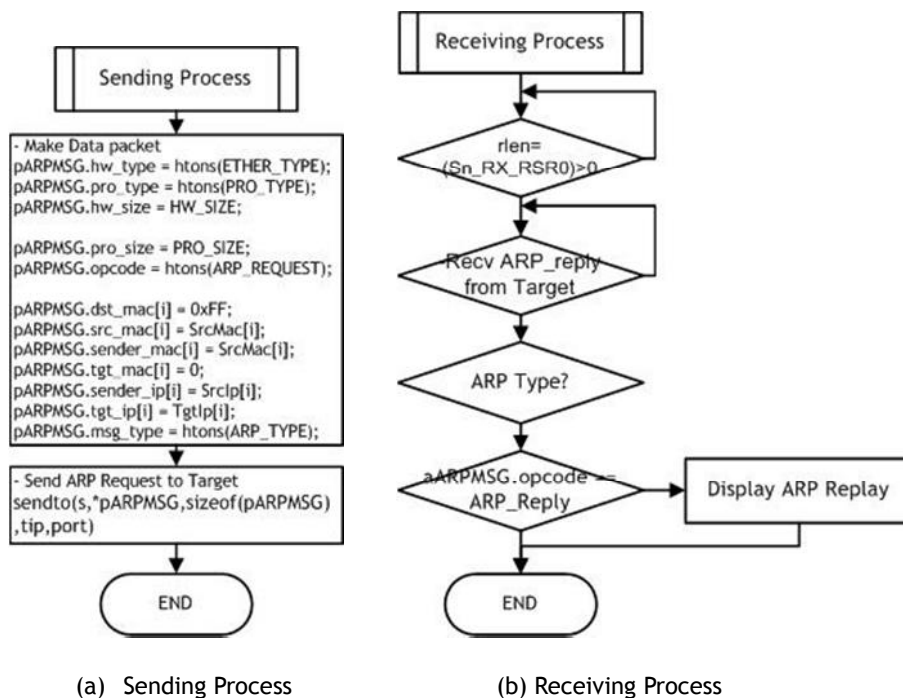 Sending Process
- Make Data packet
pARPMSG.hw_type = htons(ETHER_TYPE);
pARPMSG.pro_type = htons(PRO_TYPE);
pARPMSG.hw_size = HW_SIZE;
pARPMSG.pro_size = PRO_SIZE;
pARPMSG.opcode = htons(ARP_REQUEST);
pARPMSG.dst_mac[i] = 0xFF;
pARPMSG.src_mac[i] = SrcMac[i];
pARPMSG.sender_mac[i] = SrcMac[i];
pARPMSG.tgt_mac[i] = 0;
pARPMSG.sender_ip[i] = SrcIp[i];
pARPMSG.tgt_ip[i] = TgtIp[i];
pARPMSG.msg_type = htons(ARP_TYPE);
- Send ARP Request to Target
sendto(s,*pARPMSG,sizeof(pARPMSG)
,tip,port)
END
(a) Sending Process
Receiving Process
rlen=
(Sn_RX_RSR0)>0
Recv ARP_reply
from Target
ARP Type?
aARPMSG.opcode ==
ARP_Reply
Display ARP Replay
END
(b) Receiving Process